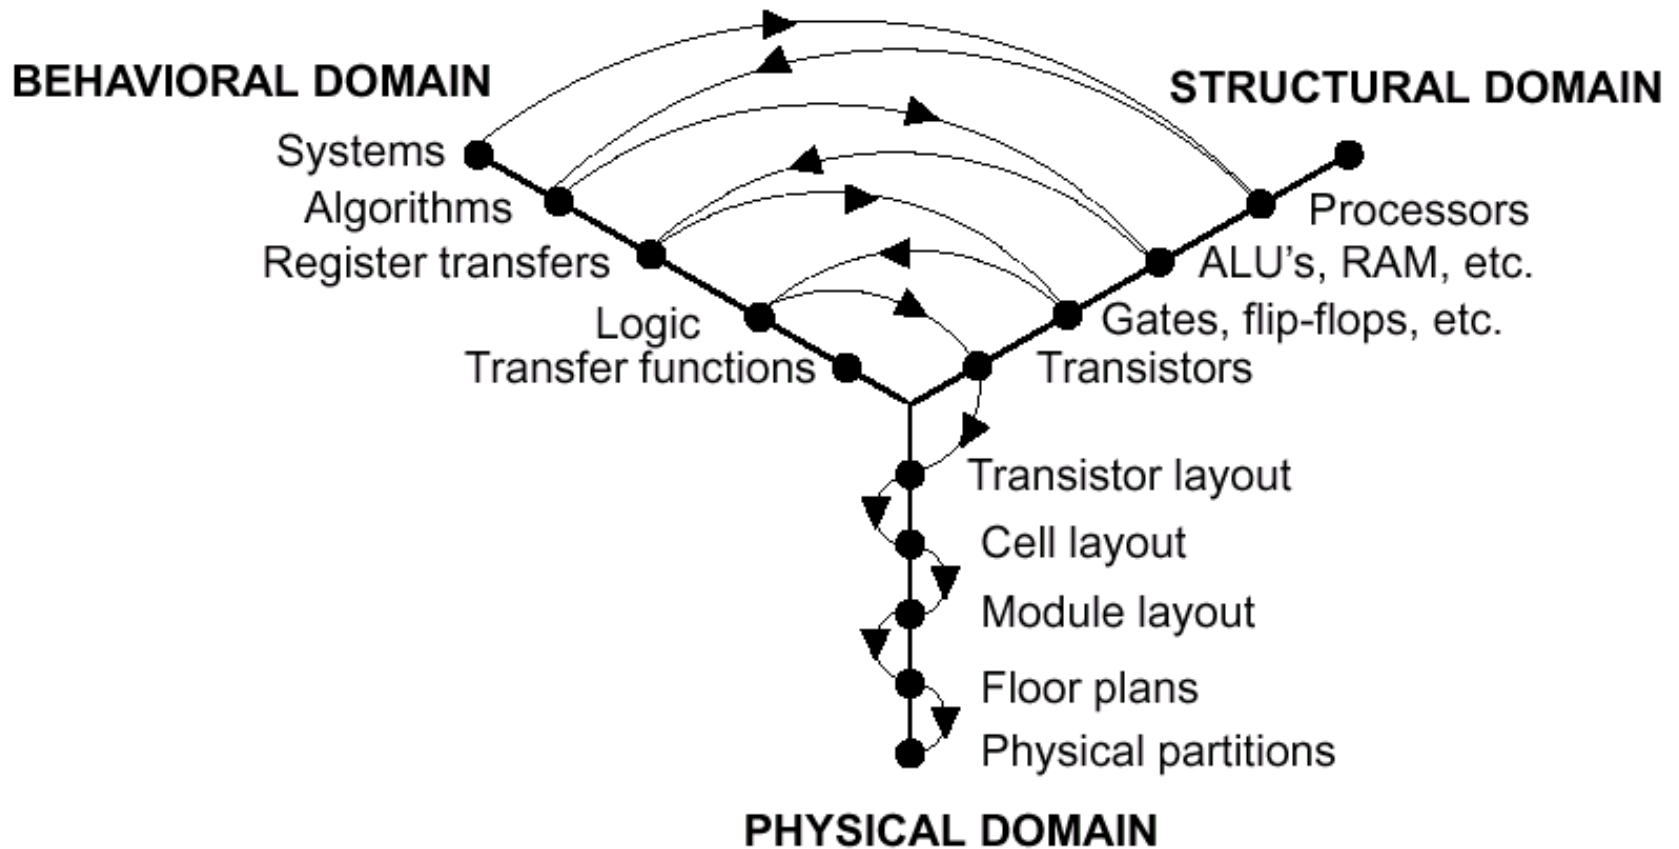 BEHAVIORAL DOMAIN
STRUCTURAL DOMAIN
Systems
Algorithms
Register transfers
Logic
Transfer functions
Processors
ALU's, RAM, etc.
Gates, flip-flops, etc.
Transistors
Transistor layout
Cell layout
Module layout
Floor plans
Physical partitions
PHYSICAL DOMAIN